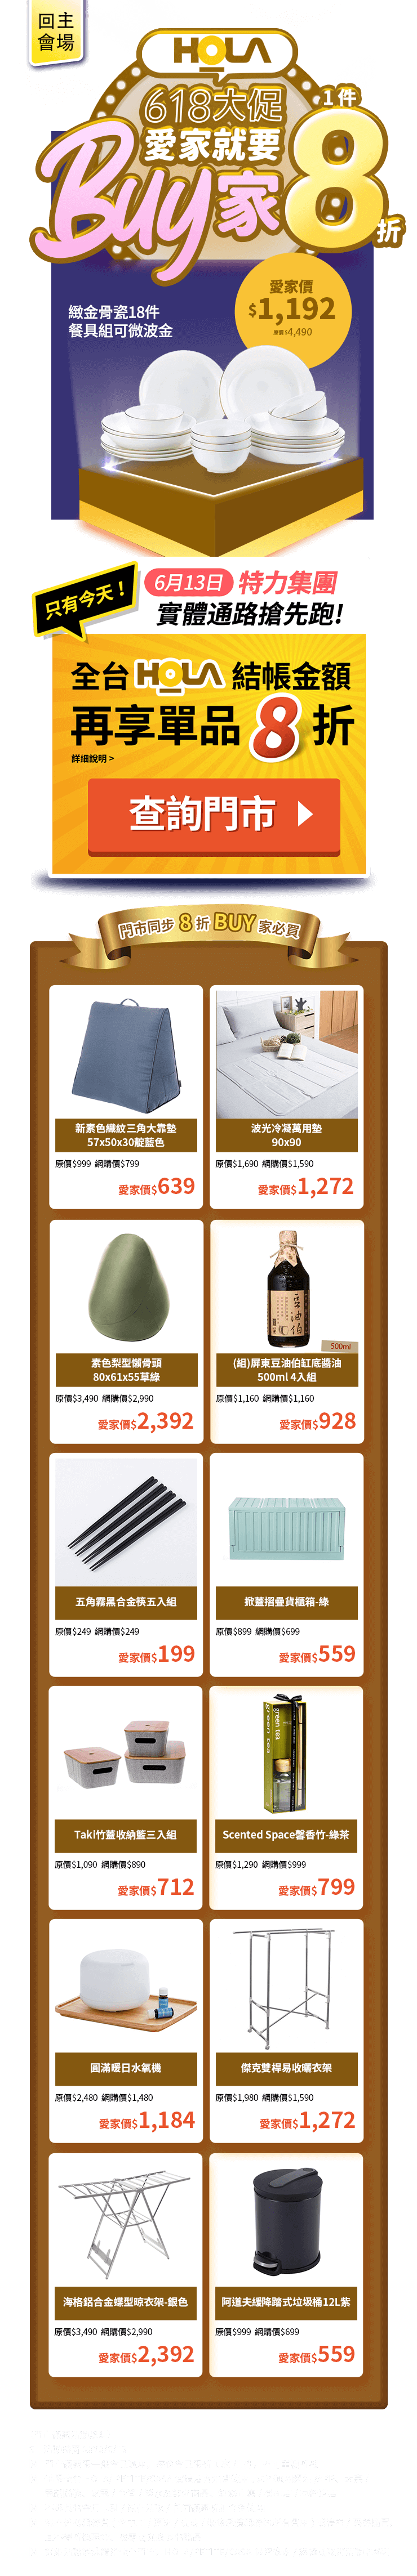 回主
會場
HOLA
618大促
愛家就要
Buy家
1件
8
折
緻金骨瓷18件
餐具組可微波金
愛家價
$1,192
原價$4,490
只有今天!
6月13日 特力集團
實體通路搶先跑!
全台 HOLA 結帳金額
再享單品 8 折
詳細說明 >
查詢門市
門市同步 8 折 BUY 家必買
新素色織紋三角大靠墊
57x50x30靛藍色
原價$999 網購價$799
愛家價$639
波光冷凝萬用墊
90x90
原價$1,690 網購價$1,590
愛家價$1,272
素色梨型懶骨頭
80x61x55草綠
原價$3,490 網購價$2,990
愛家價$2,392
500ml
(組)屏東豆油伯缸底醬油
500ml 4入組
原價$1,160 網購價$1,160
愛家價$928
五角霧黑合金筷五入組
原價$249 網購價$249
愛家價$199
掀蓋摺疊貨櫃箱-綠
原價$899 網購價$699
愛家價$559
Taki竹蓋收納籃三入組
原價$1,090 網購價$890
愛家價$712
green tea
Scented Space馨香竹-綠茶
原價$1,290 網購價$999
愛家價$799
圓滿暖日水氧機
原價$2,480 網購價$1,480
愛家價$1,184
傑克雙桿易收曬衣架
原價$1,980 網購價$1,590
愛家價$1,272
海格鋁合金蝶型晾衣架-銀色
原價$3,490 網購價$2,990
愛家價$2,392
阿道夫緩降踏式垃圾桶12L紫
原價$999 網購價$699
愛家價$559